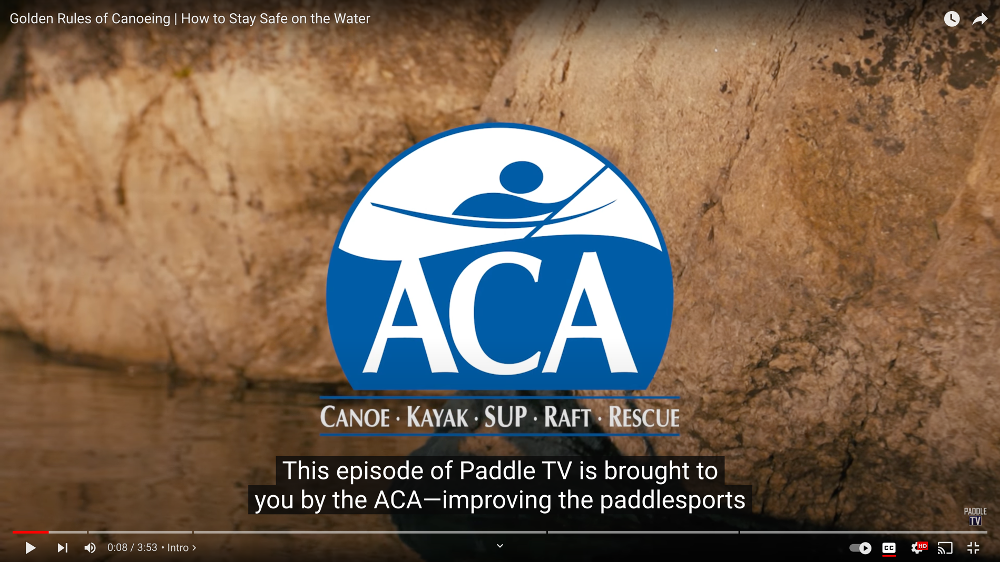 Golden Rules of Canoeing | How to Stay Safe on the Water
ACA
CANOE · KAYAK · SUP · RAFT · RESCUE
This episode of Paddle TV is brought to
you by the ACA—improving the paddlesports
PADDLE
TV
0:08 / 3:53 • Intro
CC
HD